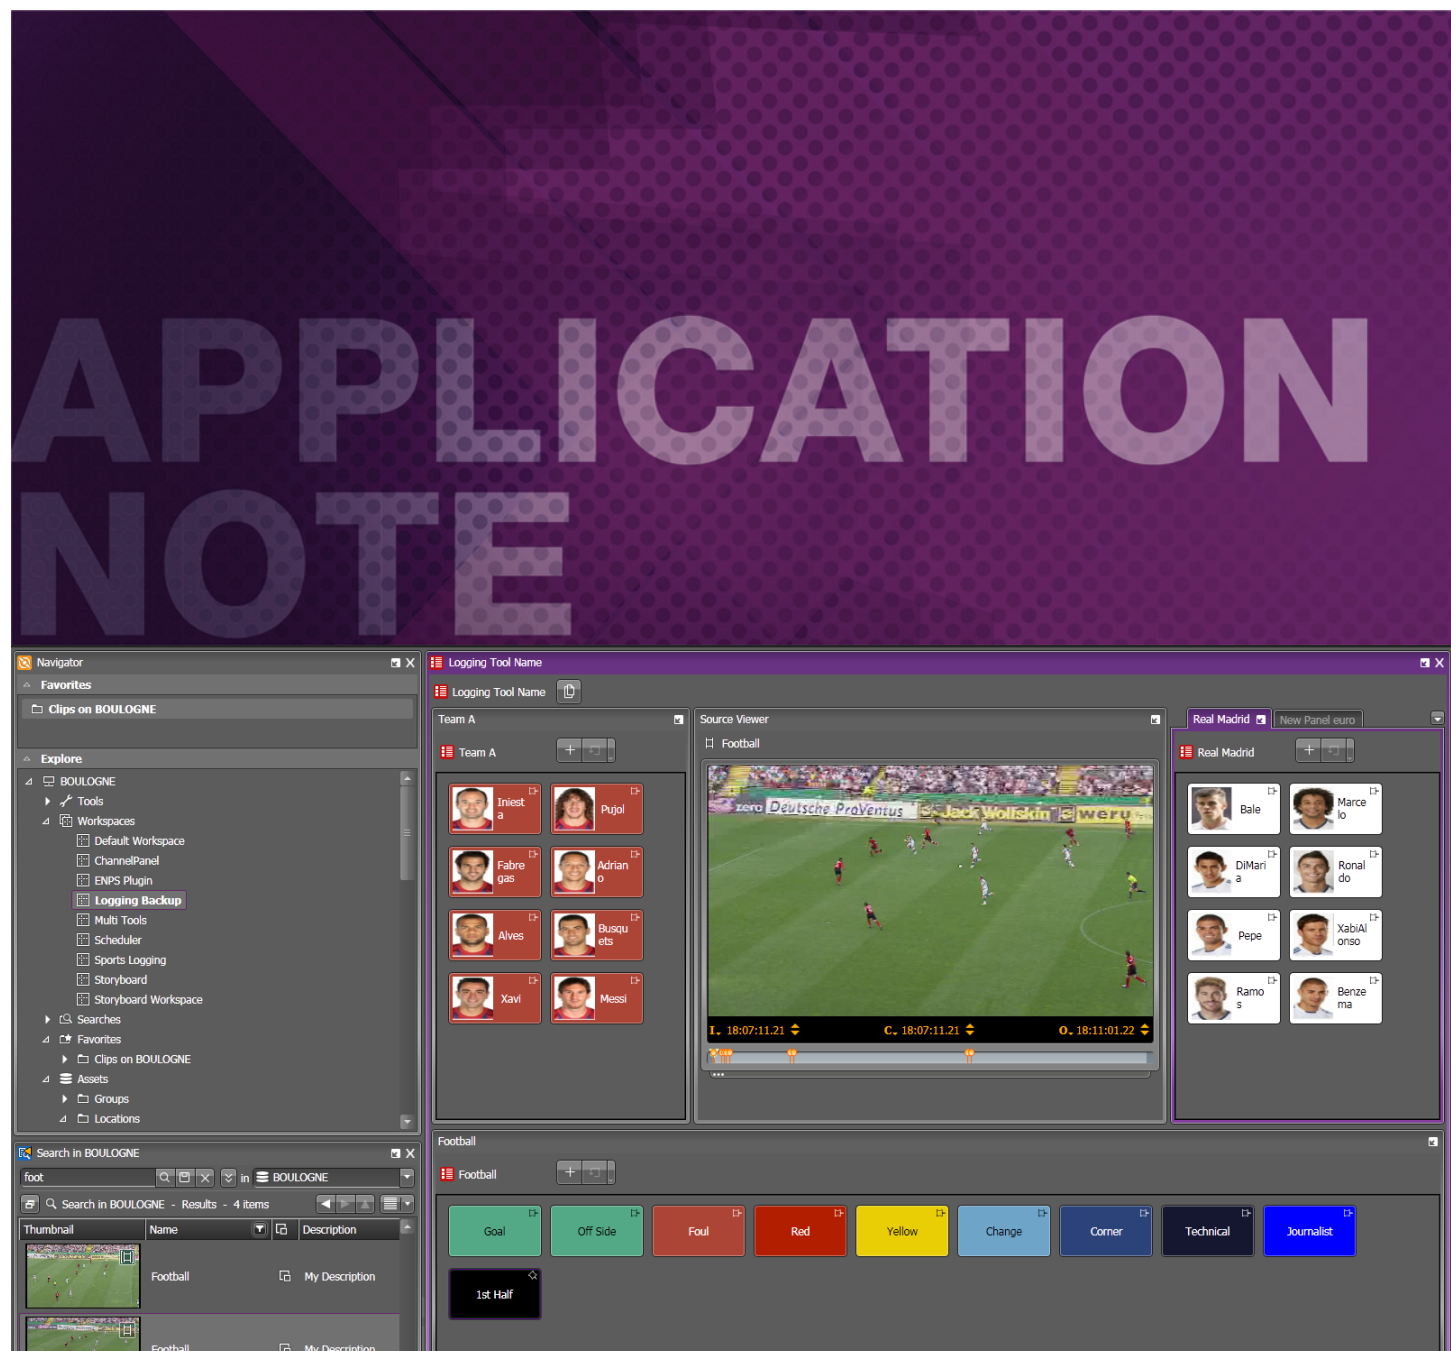 APPLICATION
NOTE
Navigator
Favorites
Clips on BOULOGNE
Explore
BOULOGNE
Tools
Workspaces
Default Workspace
ChannelPanel
ENPS Plugin
Logging Backup
Multi Tools
Scheduler
Sports Logging
Storyboard
Storyboard Workspace
Searches
Favorites
Clips on BOULOGNE
Assets
Groups
Locations
Search in BOULOGNE
foot
in BOULOGNE
Search in BOULOGNE - Results - 4 items
Thumbnail Name Description
Football My Description
Football My Description
Logging Tool Name
Logging Tool Name
Team A
Team A
Iniest
a
Pujol
Fabre
gas
Adrian
o
Alves
Busqu
ets
Xavi
Messi
Source Viewer
Football
zero Deutsche ProVentus Jack Wolfskin weru
I. 18:07:11.21 C. 18:07:11.21 O. 18:11:01.22
Real Madrid New Panel euro
Real Madrid
Bale
Marce
lo
DiMari
a
Ronal
do
Pepe
XabiAl
onso
Ramo
s
Benze
ma
Football
Football
Goal Off Side Foul Red Yellow Change Corner Technical Journalist
1st Half